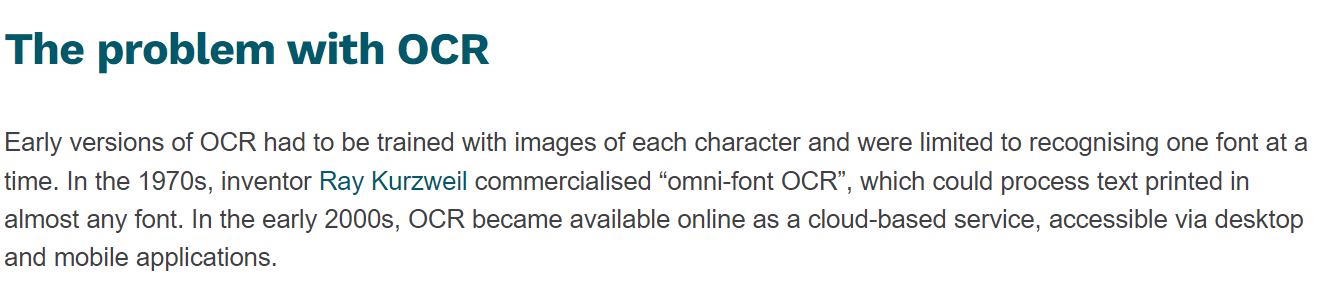 The problem with OCR
Early versions of OCR had to be trained with images of each character and were limited to recognising one font at a
time. In the 1970s, inventor Ray Kurzweil commercialised “omni-font OCR”, which could process text printed in
almost any font. In the early 2000s, OCR became available online as a cloud-based service, accessible via desktop
and mobile applications.